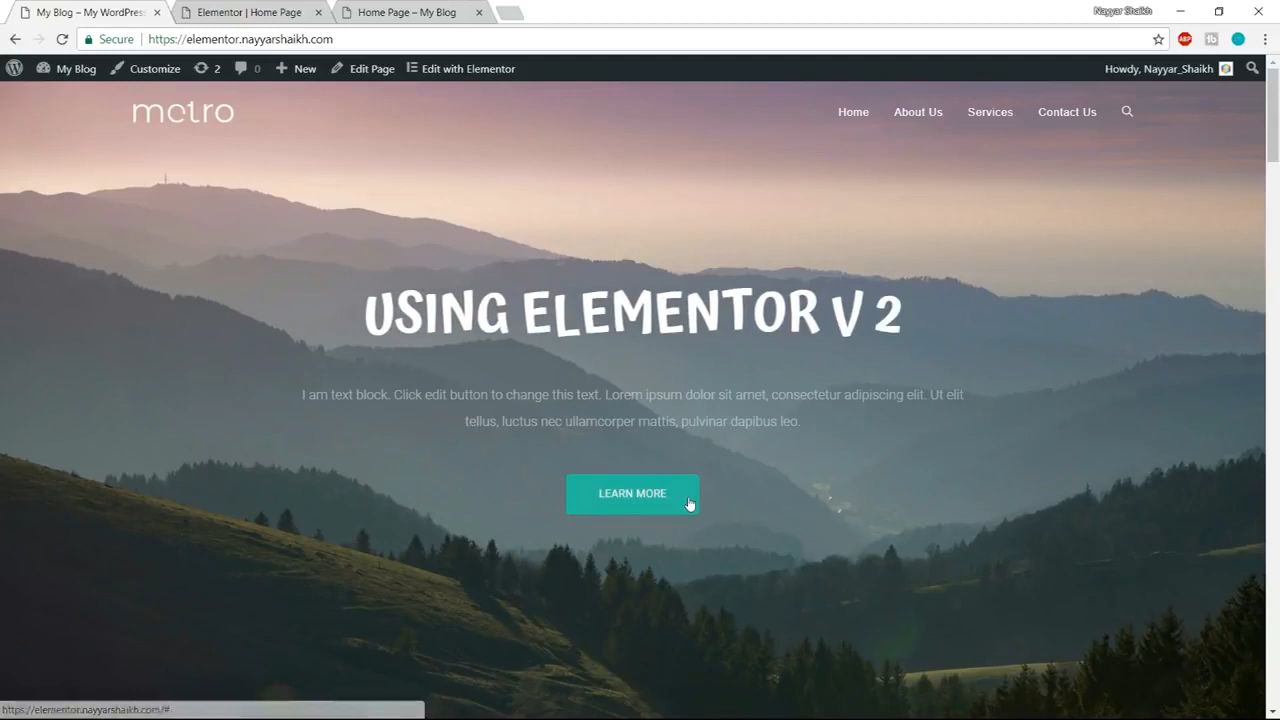 My Blog – My WordPress
Elementor | Home Page
Home Page – My Blog
Nayyar Shaikh
Secure
https://elementor.nayyarshaikh.com
ABP
tb
My Blog
Customize
2
0
New
Edit Page
Edit with Elementor
Howdy, Nayyar_Shaikh
metro
Home
About Us
Services
Contact Us
USING ELEMENTOR V 2
I am text block. Click edit button to change this text. Lorem ipsum dolor sit amet, consectetur adipiscing elit. Ut elit
tellus, luctus nec ullamcorper mattis, pulvinar dapibus leo.
LEARN MORE
https://elementor.nayyarshaikh.com/#